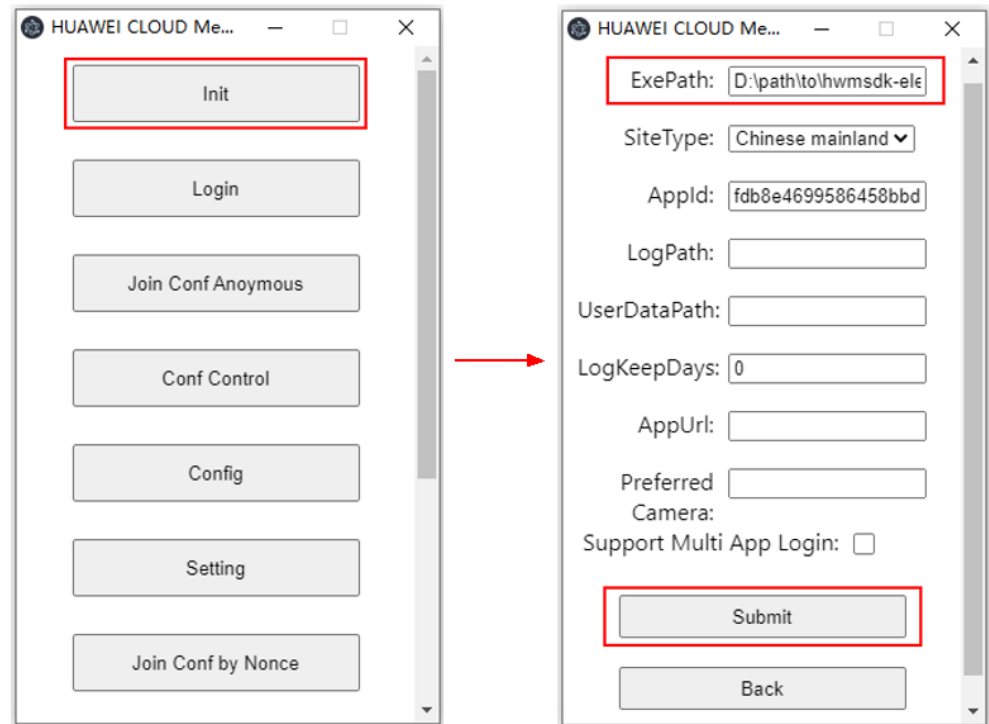 HUAWEI CLOUD Me...
Init
Login
Join Conf Anoymous
Conf Control
Config
Setting
Join Conf by Nonce
HUAWEI CLOUD Me...
ExePath: D:\path\to\hwmsdk-ele
SiteType: Chinese mainland
AppId: fdb8e4699586458bbd
LogPath:
UserDataPath:
LogKeepDays: 0
AppUrl:
Preferred
Camera:
Support Multi App Login:
Submit
Back